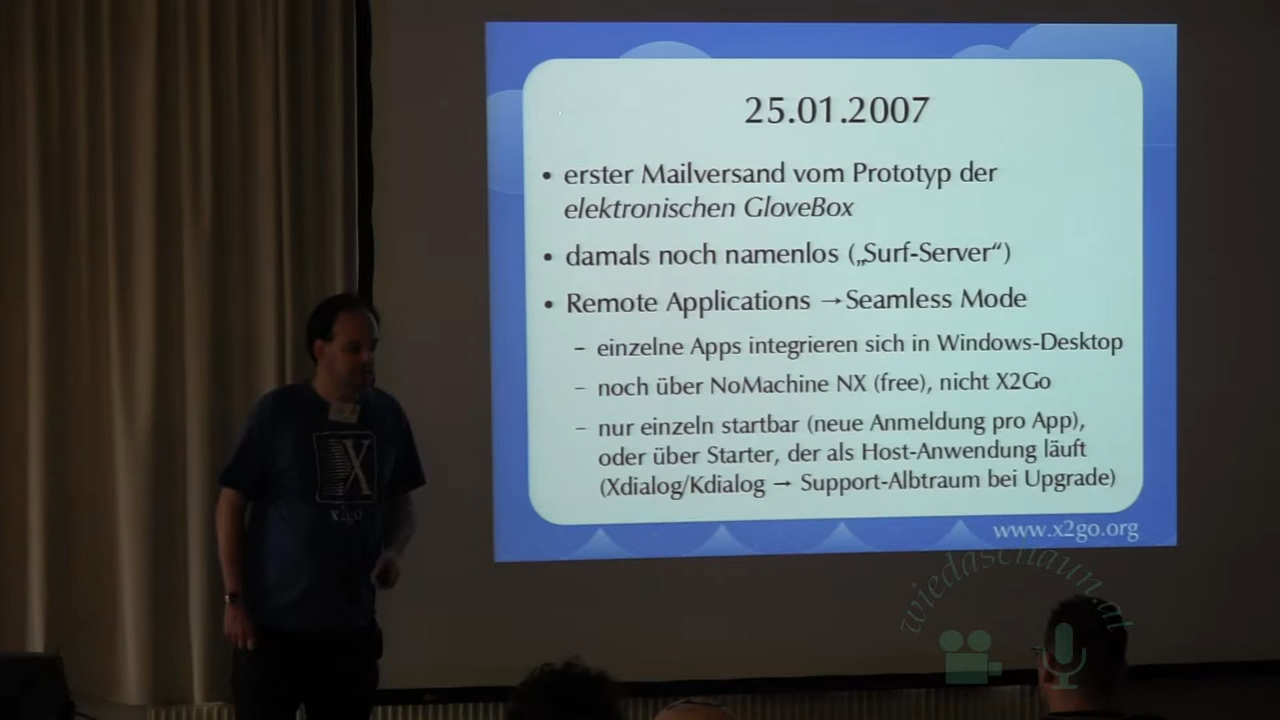 25.01.2007
• erster Mailversand vom Prototyp der
elektronischen GloveBox
• damals noch namenlos („Surf-Server“)
• Remote Applications →Seamless Mode
– einzelne Apps integrieren sich in Windows-Desktop
– noch über NoMachine NX (free), nicht X2Go
– nur einzeln startbar (neue Anmeldung pro App),
oder über Starter, der als Host-Anwendung läuft
(Xdialog/Kdialog → Support-Albtraum bei Upgrade)
www.x2go.org
X
x2go
wiedaschaun.at